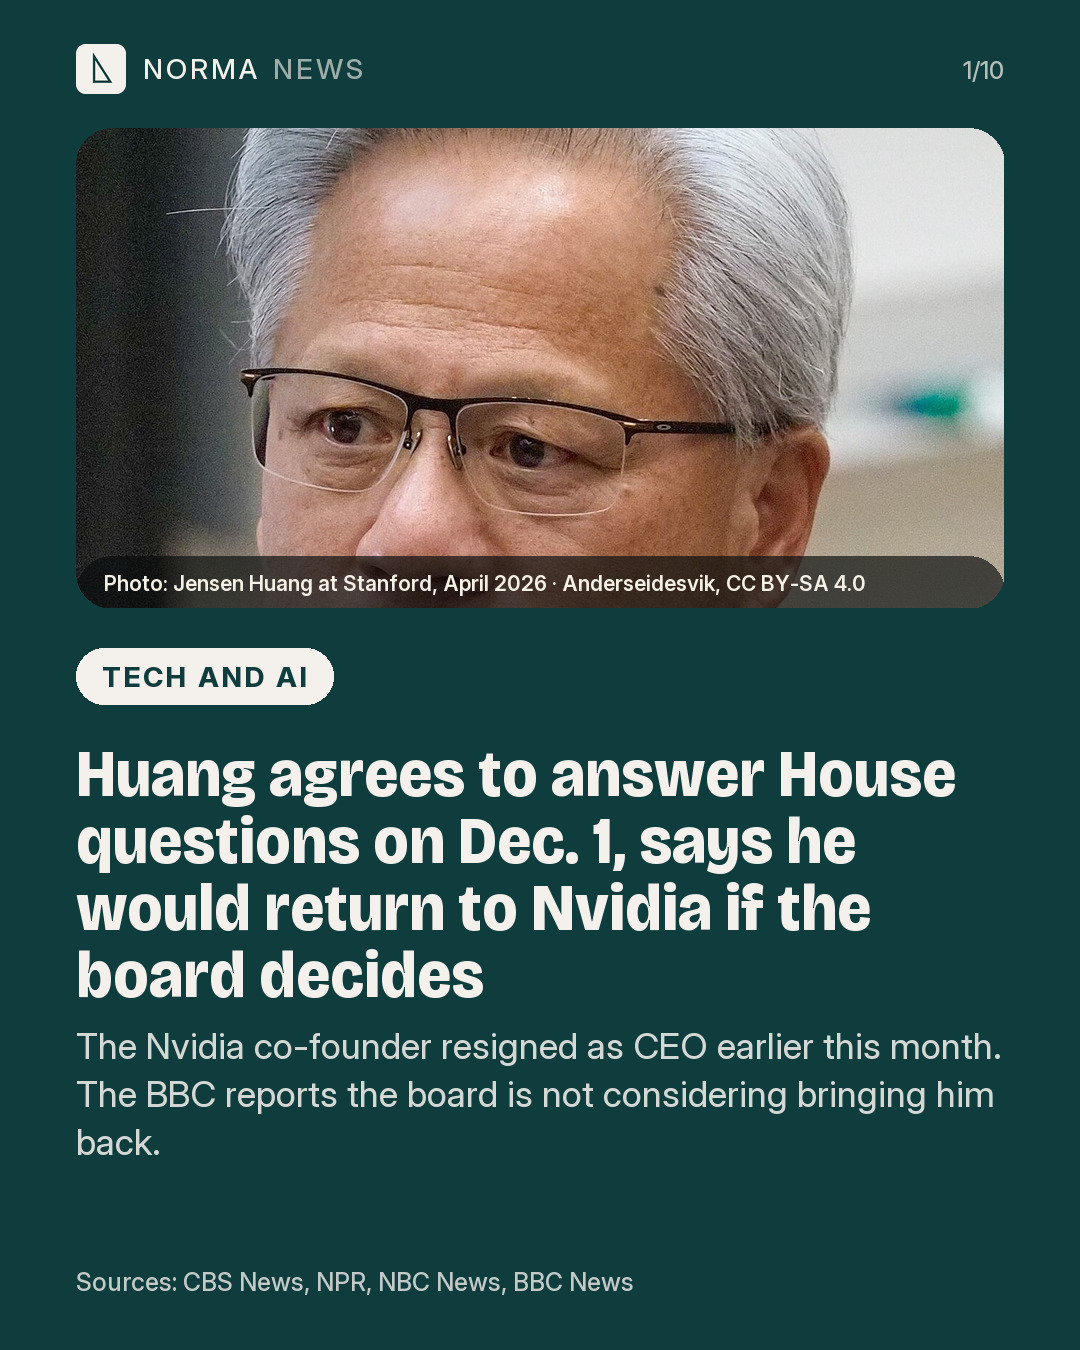 NORMA NEWS
1/10
Photo: Jensen Huang at Stanford, April 2026 · Anderseidesvik, CC BY-SA 4.0
TECH AND AI
Huang agrees to answer House
questions on Dec. 1, says he
would return to Nvidia if the
board decides
The Nvidia co-founder resigned as CEO earlier this month.
The BBC reports the board is not considering bringing him
back.
Sources: CBS News, NPR, NBC News, BBC News